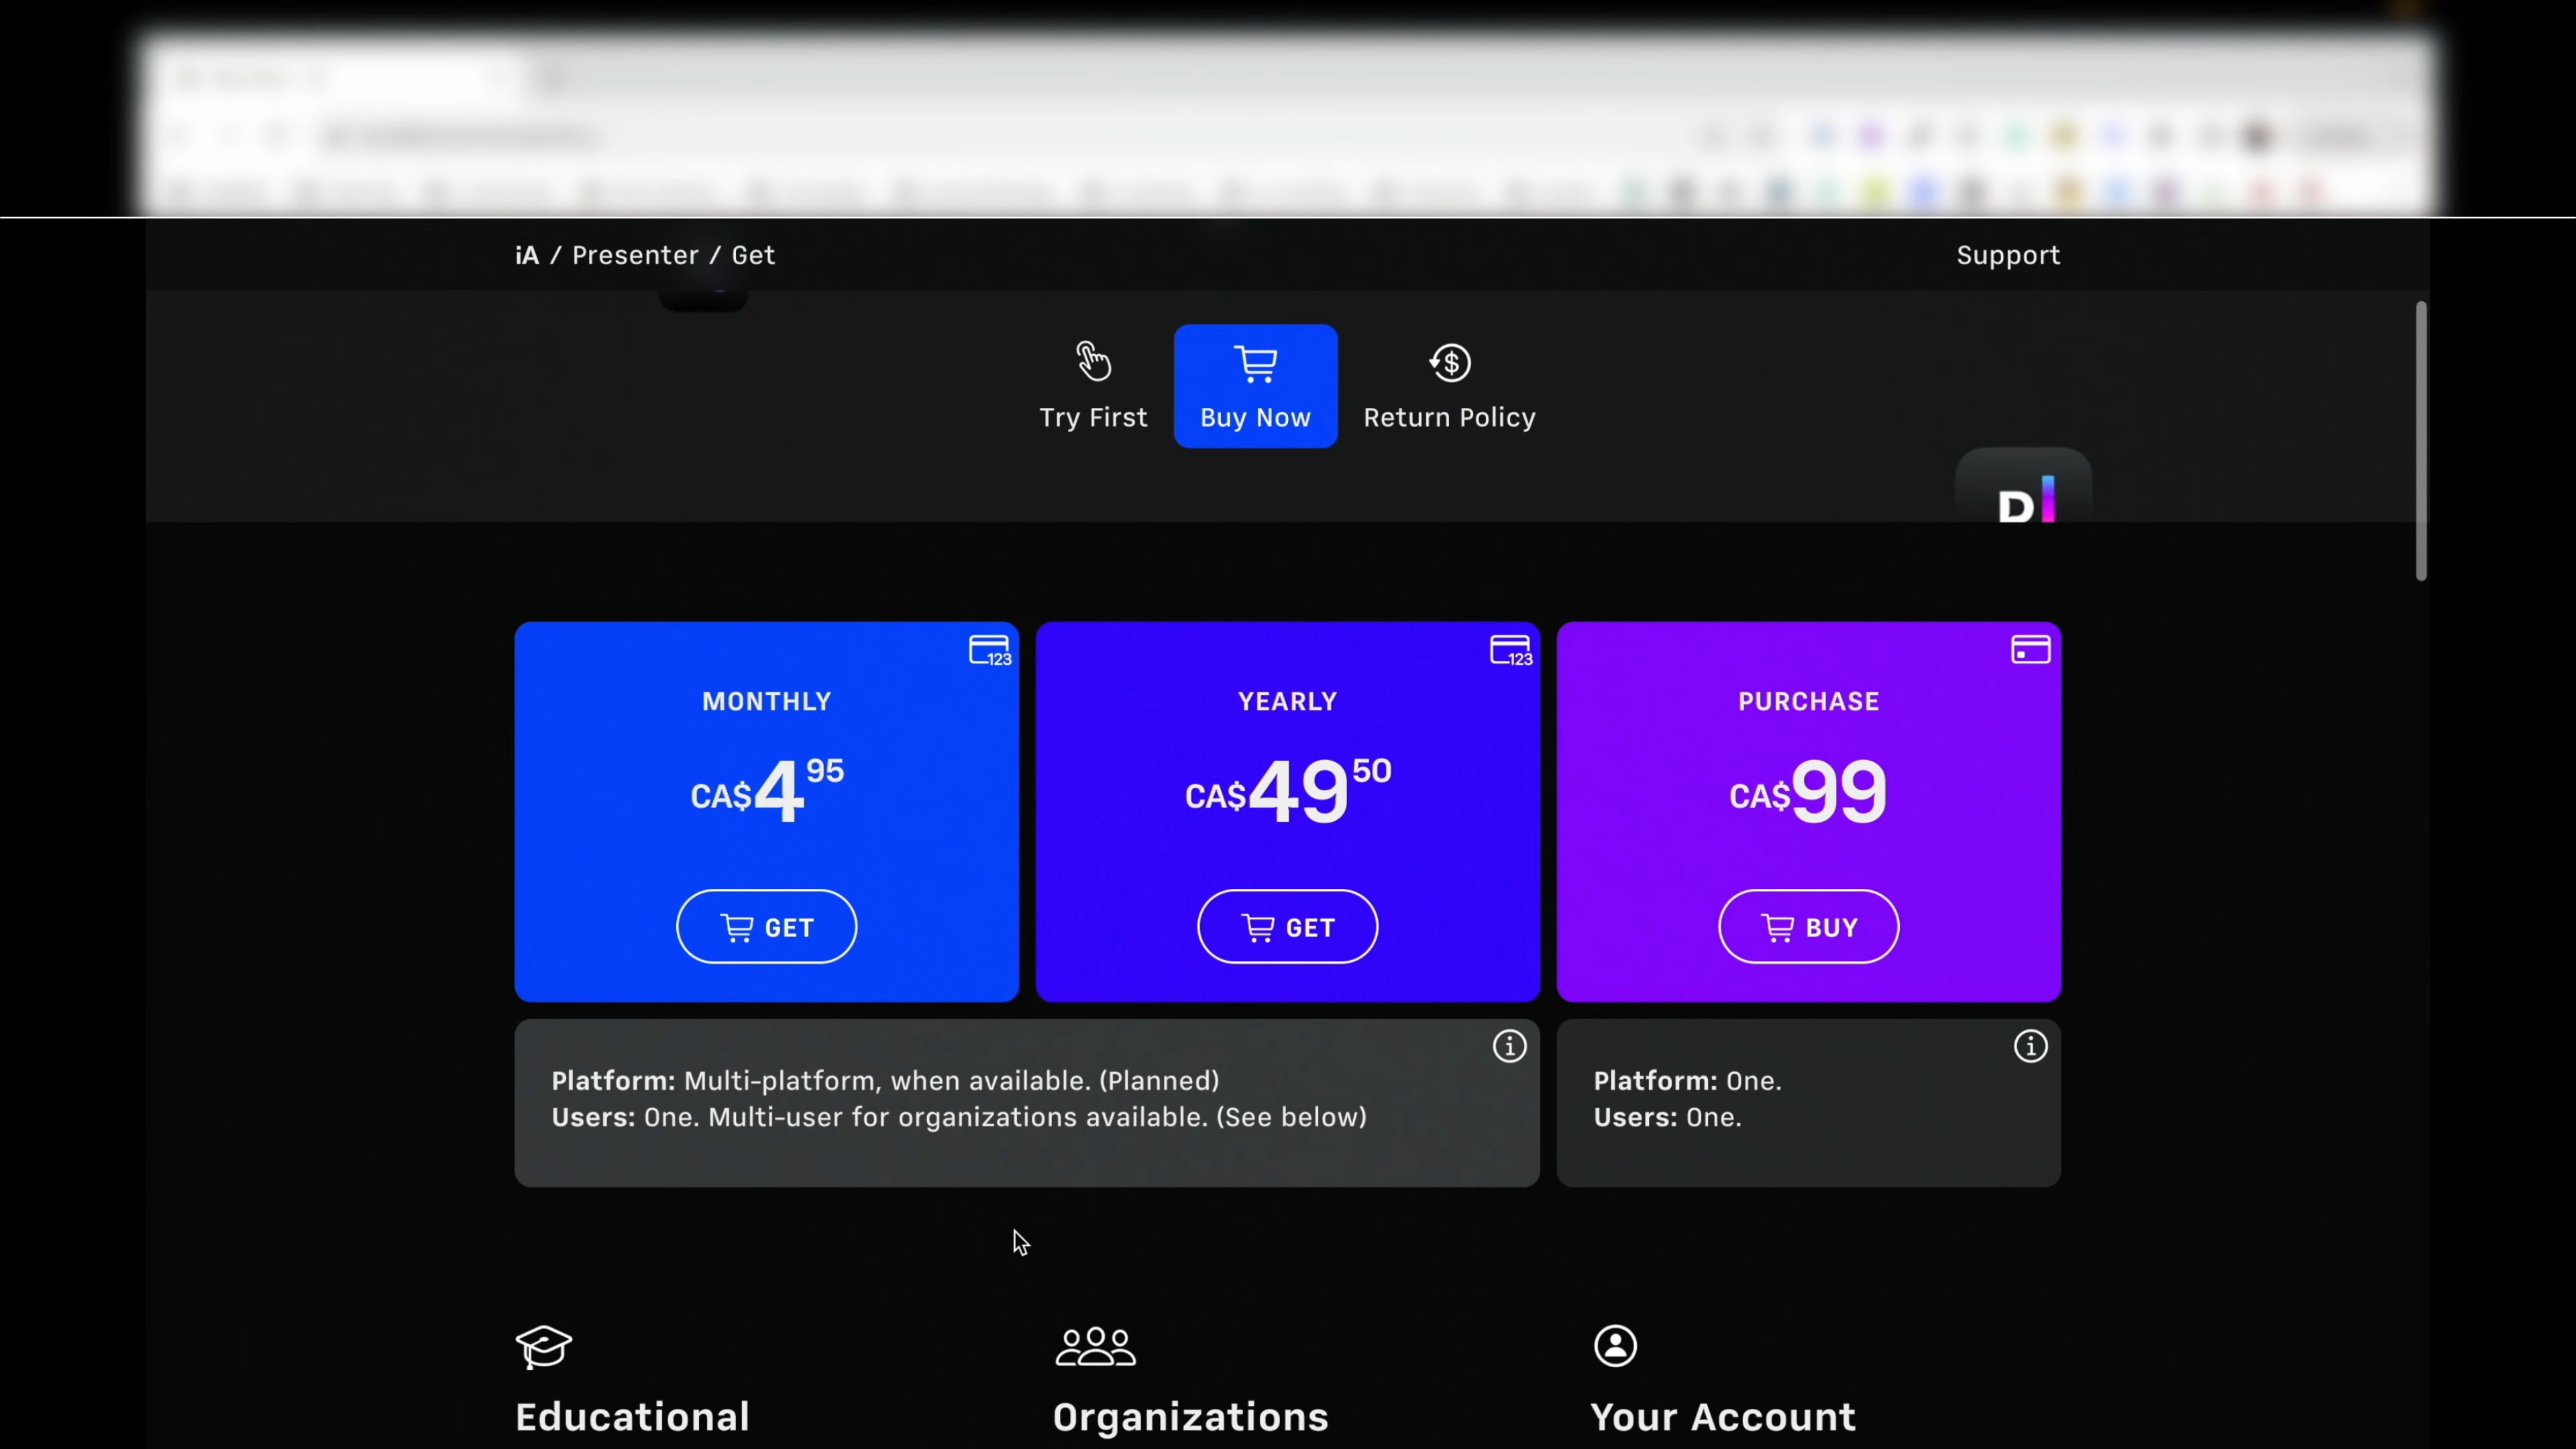 iA / Presenter / Get
Support
Try First
Buy Now
Return Policy
P
123
MONTHLY
CA$4 95
GET
123
YEARLY
CA$49 50
GET
PURCHASE
CA$99
BUY
Platform: Multi-platform, when available. (Planned)
Users: One. Multi-user for organizations available. (See below)
Platform: One.
Users: One.
Educational
Organizations
Your Account